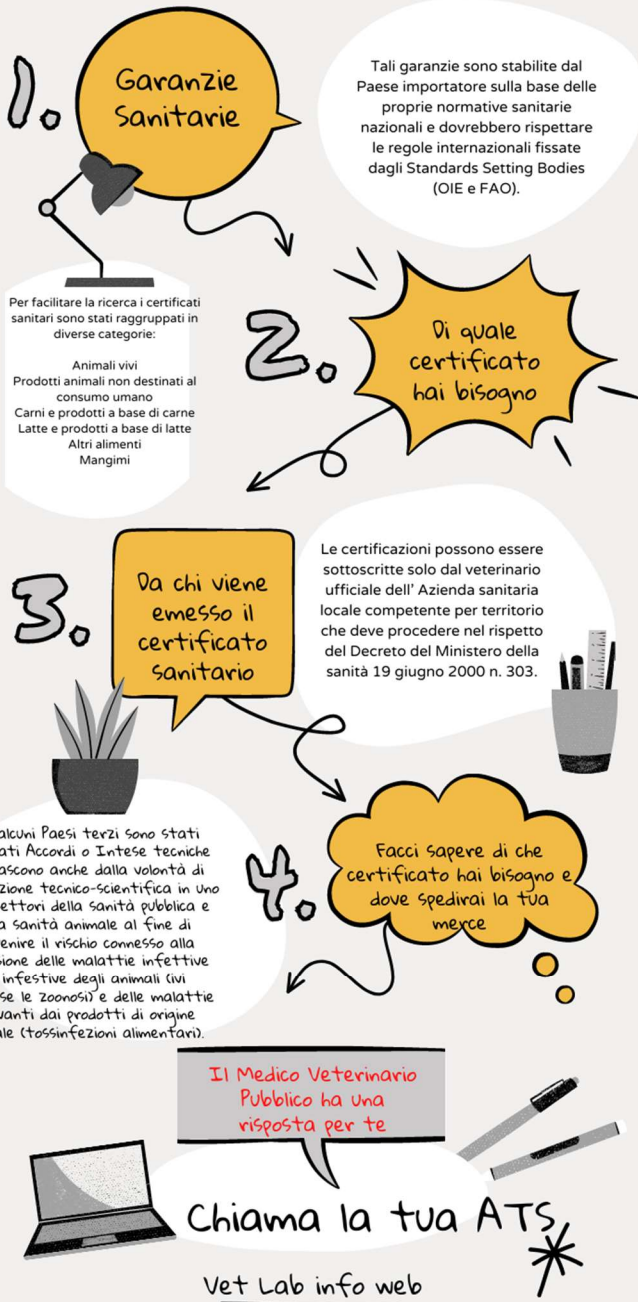 1.
Garanzie
Sanitarie
Tali garanzie sono stabilite dal
Paese importatore sulla base delle
proprie normative sanitarie
nazionali e dovrebbero rispettare
le regole internazionali fissate
dagli Standards Setting Bodies
(OIE e FAO).
2.
Di quale
certificato
hai bisogno
Per facilitare la ricerca i certificati
sanitari sono stati raggruppati in
diverse categorie:
Animali vivi
Prodotti animali non destinati al
consumo umano
Carni e prodotti a base di carne
Latte e prodotti a base di latte
Altri alimenti
Mangimi
3.
Da chi viene
emesso il
certificato
sanitario
Le certificazioni possono essere
sottoscritte solo dal veterinario
ufficiale dell' Azienda sanitaria
locale competente per territorio
che deve procedere nel rispetto
del Decreto del Ministero della
sanità 19 giugno 2000 n. 303.
4.
Facci sapere di che
certificato hai bisogno e
dove spedirai la tua
merce
alcuni Paesi terzi sono stati
ati Accordi o Intese tecniche
ascono anche dalla volontà di
zione tecnico-scientifica in uno
ettori della sanità pubblica e
a sanità animale al fine di
enire il rischio connesso alla
sione delle malattie infettive
infestive degli animali (ivi
se le zoonosi) e delle malattie
vanti dai prodotti di origine
ale (tossinfezioni alimentari).
Il Medico Veterinario
Pubblico ha una
risposta per te
Chiama la tua ATS
Vet Lab info web